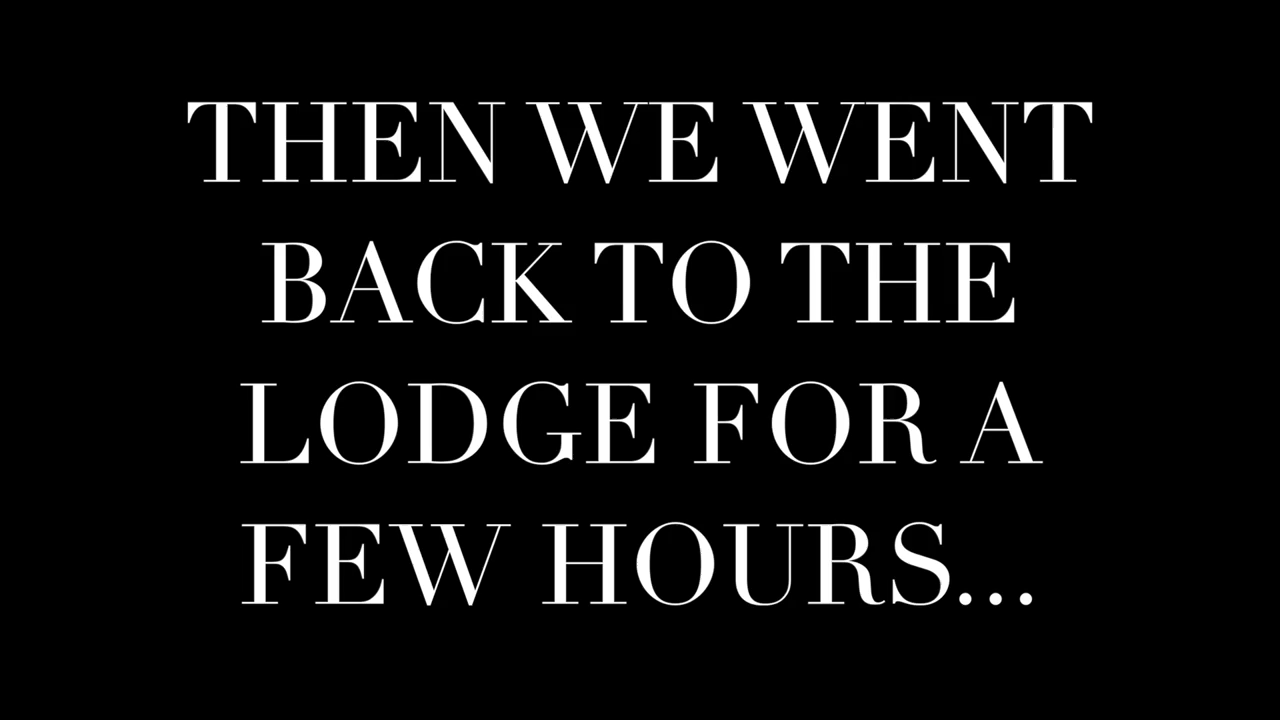 THEN WE WENT
BACK TO THE
LODGE FOR A
FEW HOURS...